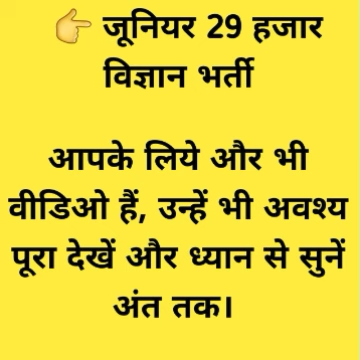 👉 जूनियर 29 हजार
विज्ञान भर्ती
आपके लिये और भी
वीडिओ हैं, उन्हें भी अवश्य
पूरा देखें और ध्यान से सुनें
अंत तक।